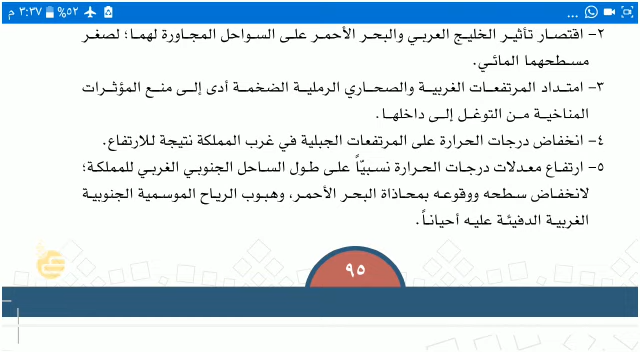 ٣:٣٧ م ٥٢% ...
٢- اقتصار تأثير الخليج العربي والبحر الأحمر على السواحل المجاورة لهما؛ لصغر
مسطحهما المائي.
٣- امتداد المرتفعات الغربية والصحاري الرملية الضخمة أدى إلى منع المؤثرات
المناخية من التوغل إلى داخلها.
٤- انخفاض درجات الحرارة على المرتفعات الجبلية في غرب المملكة نتيجة للارتفاع.
٥- ارتفاع معدلات درجات الحرارة نسبيّاً على طول الساحل الجنوبي الغربي للمملكة؛
لانخفاض سطحه ووقوعه بمحاذاة البحر الأحمر، وهبوب الرياح الموسمية الجنوبية
الغربية الدفيئة عليه أحياناً.
٩٥